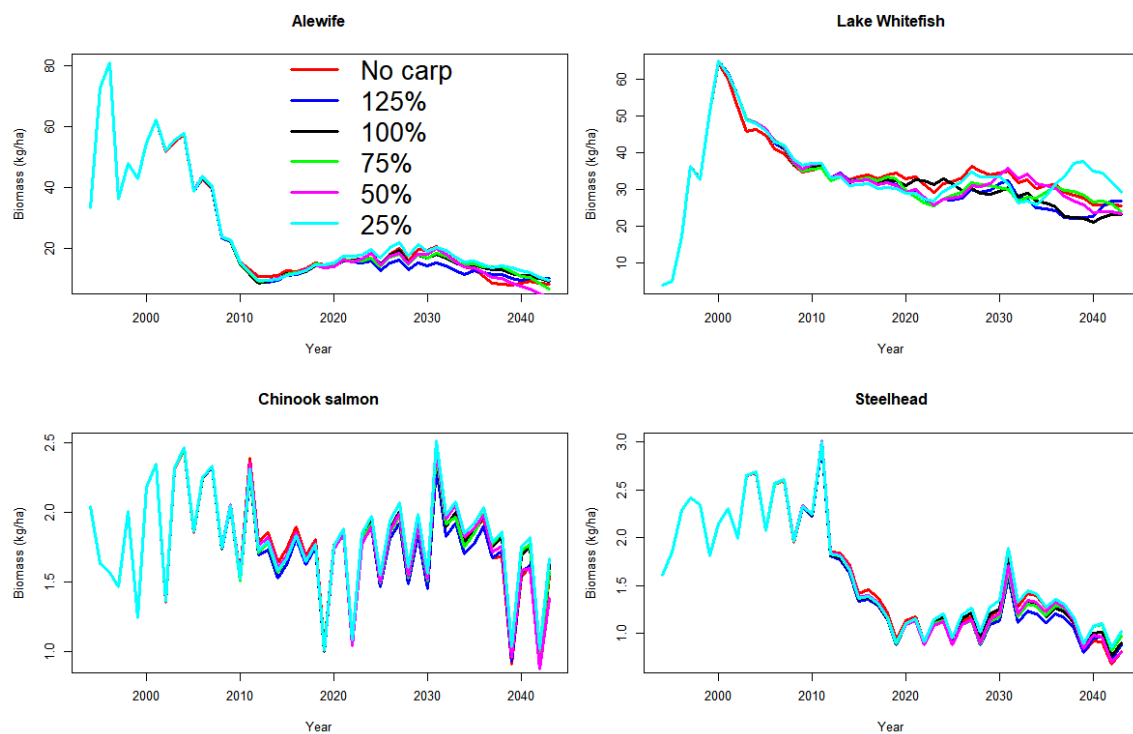 Alewife
Biomass (kg/ha)
80
60
40
20
2000 2010 2020 2030 2040
Year
No carp
125%
100%
75%
50%
25%
Lake Whitefish
Biomass (kg/ha)
60
50
40
30
20
10
2000 2010 2020 2030 2040
Year
Chinook salmon
Biomass (kg/ha)
2.5
2.0
1.5
1.0
2000 2010 2020 2030 2040
Year
Steelhead
Biomass (kg/ha)
3.0
2.5
2.0
1.5
1.0
2000 2010 2020 2030 2040
Year